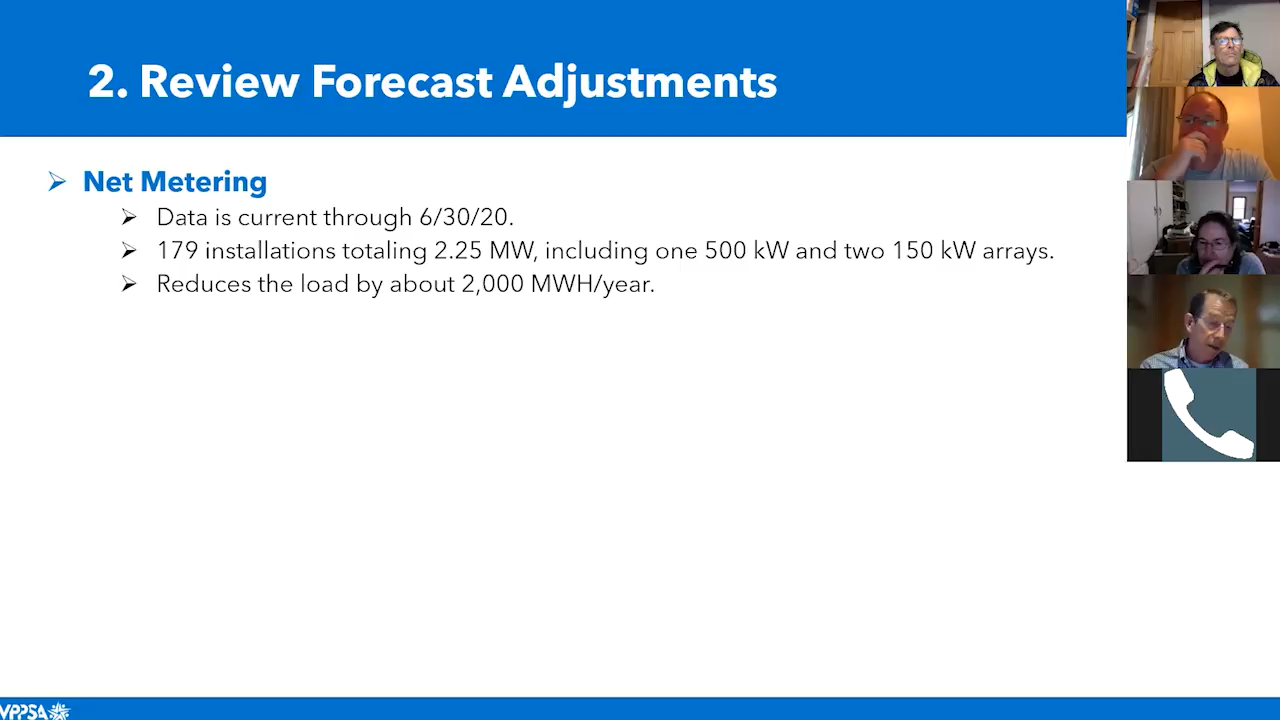 2. Review Forecast Adjustments
Net Metering
Data is current through 6/30/20.
179 installations totaling 2.25 MW, including one 500 kW and two 150 kW arrays.
Reduces the load by about 2,000 MWH/year.
VPPSA